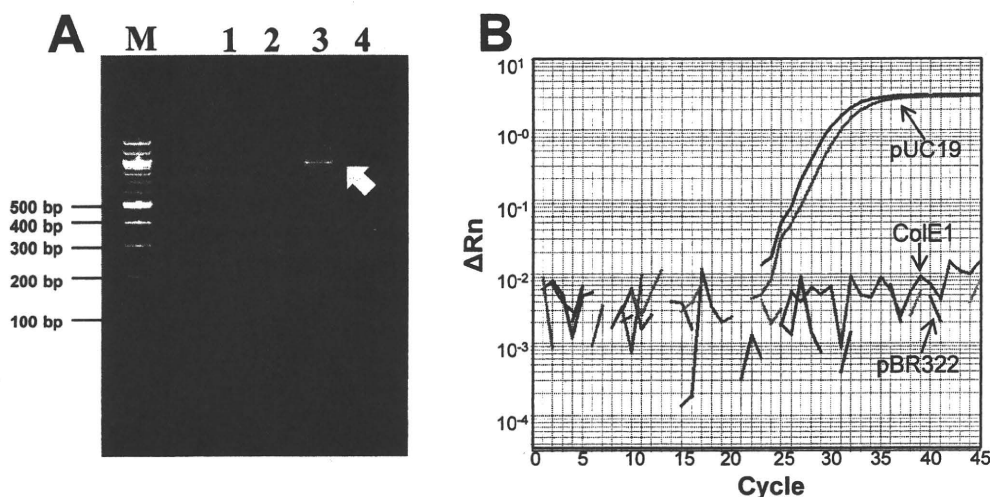 A
M 1 2 3 4
500 bp
400 bp
300 bp
200 bp
100 bp
B
10¹
10⁻⁰
10⁻¹
10⁻²
10⁻³
10⁻⁴
ΔRn
pUC19
ColE1
pBR322
0 5 10 15 20 25 30 35 40 45
Cycle